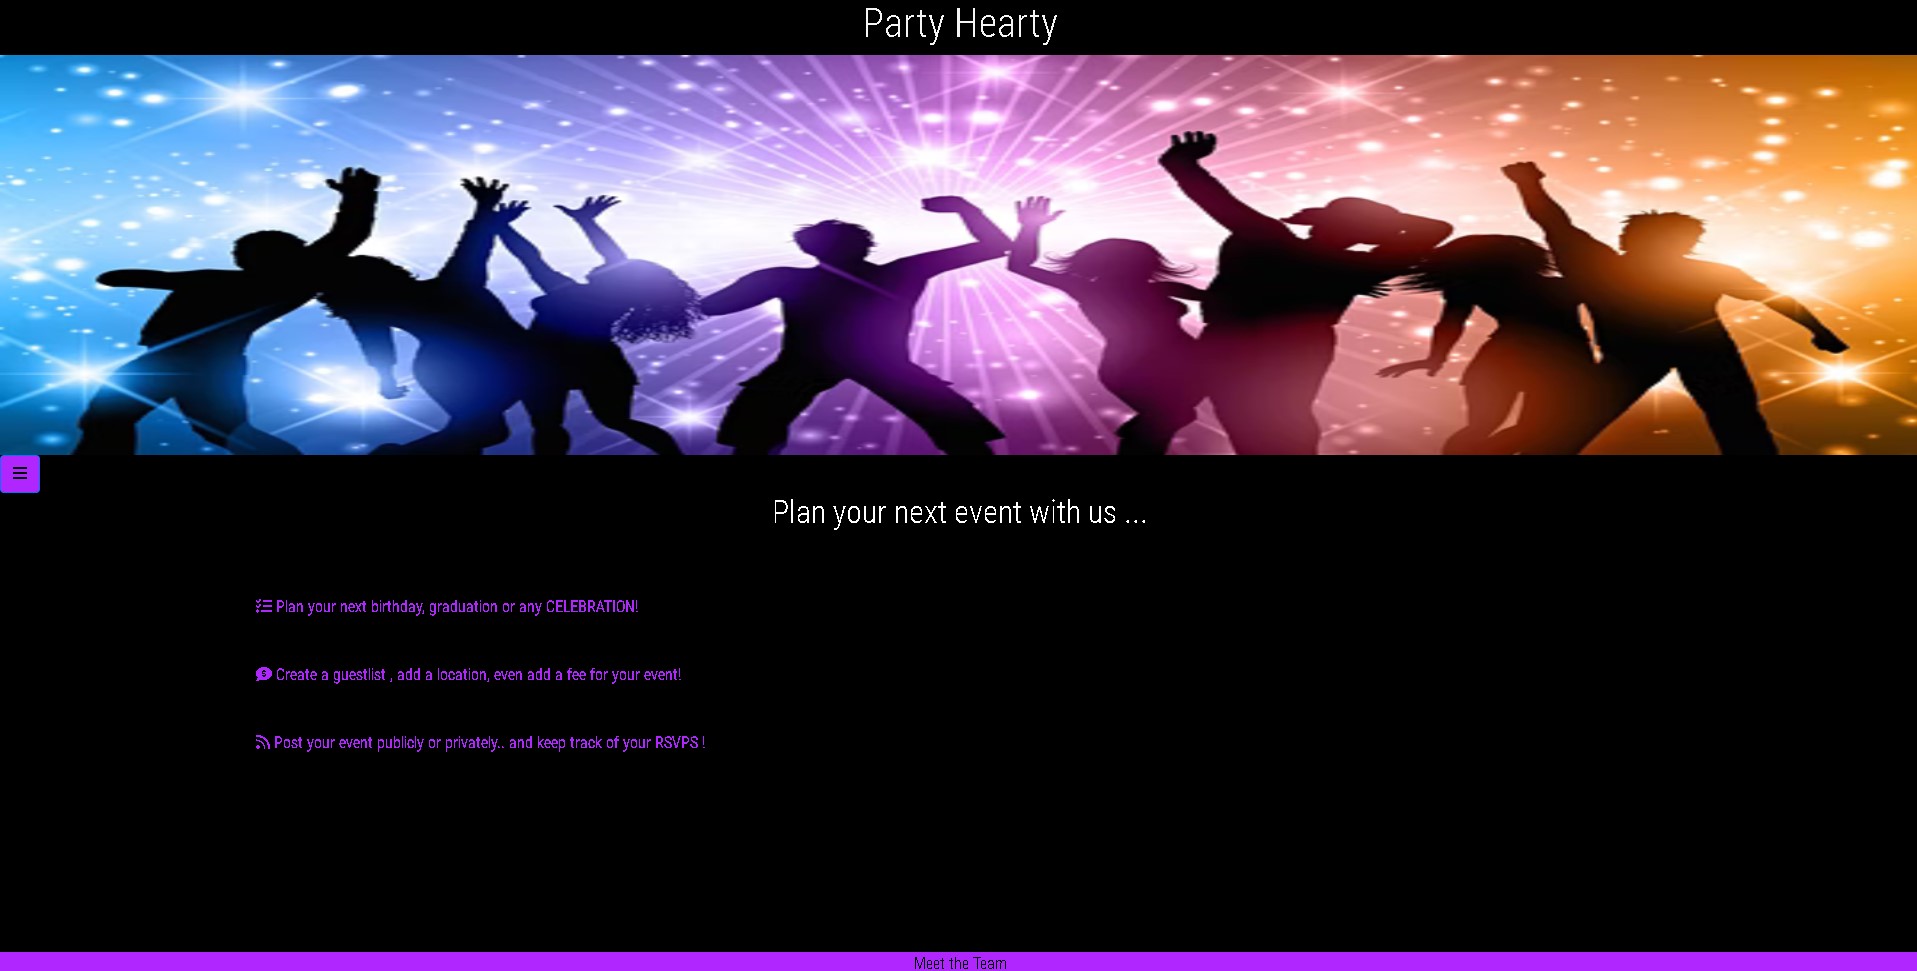 Party Hearty
Plan your next event with us ...
Plan your next birthday, graduation or any CELEBRATION!
Create a guestlist , add a location, even add a fee for your event!
Post your event publicly or privately.. and keep track of your RSVPS !
Meet the Team